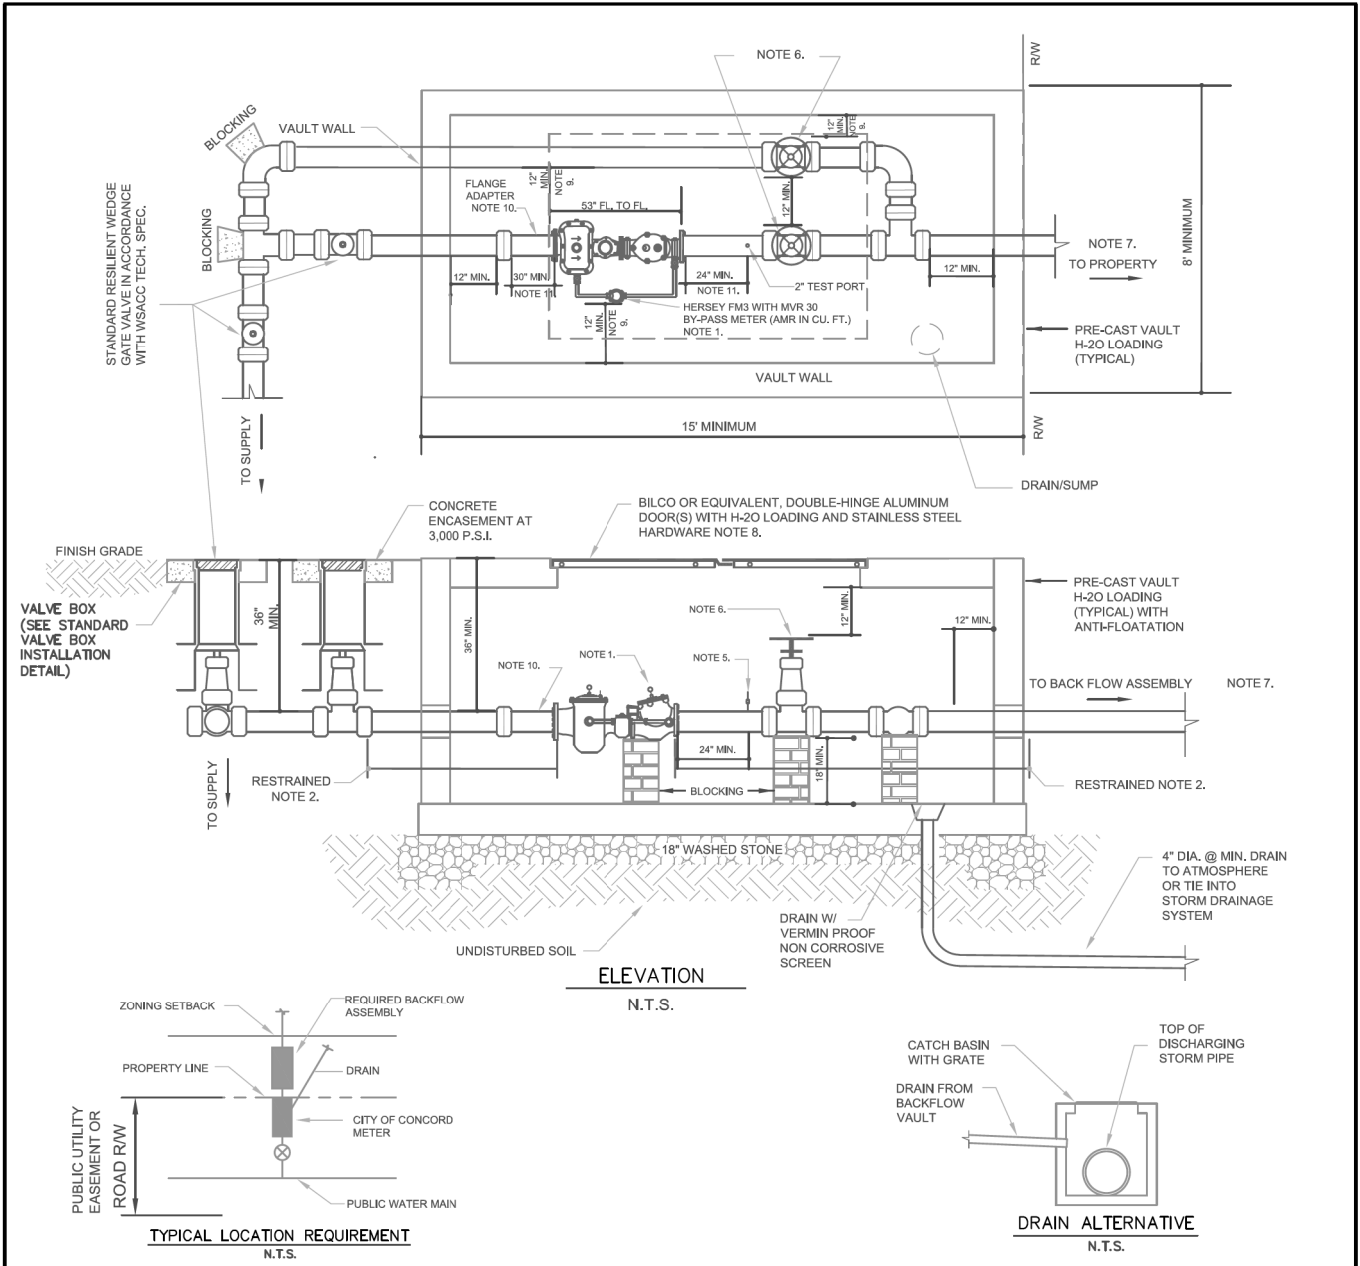 NOTE 6.
R/W
BLOCKING
VAULT WALL
12" MIN.
NOTE 9.
8' MINIMUM
STANDARD RESILIENT WEDGE
GATE VALVE IN ACCORDANCE
WITH WSACC TECH. SPEC.
BLOCKING
FLANGE
ADAPTER
NOTE 10.
12" MIN.
NOTE 9.
53" FL. TO FL.
12" MIN.
NOTE 7.
TO PROPERTY
12" MIN.
30" MIN.
NOTE 11
24" MIN.
NOTE 11.
2" TEST PORT
12" MIN.
HERSEY FM3 WITH MVR 30
BY-PASS METER (AMR IN CU. FT.)
NOTE 1.
12" MIN.
NOTE 9.
PRE-CAST VAULT
H-2O LOADING
(TYPICAL)
VAULT WALL
15' MINIMUM
R/W
TO SUPPLY
DRAIN/SUMP
CONCRETE
ENCASEMENT AT
3,000 P.S.I.
BILCO OR EQUIVALENT, DOUBLE-HINGE ALUMINUM
DOOR(S) WITH H-2O LOADING AND STAINLESS STEEL
HARDWARE NOTE 8.
FINISH GRADE
VALVE BOX
(SEE STANDARD
VALVE BOX
INSTALLATION
DETAIL)
36"
MIN.
36" MIN.
NOTE 6.
12" MIN.
12" MIN.
PRE-CAST VAULT
H-2O LOADING
(TYPICAL) WITH
ANTI-FLOATATION
NOTE 10.
NOTE 1.
NOTE 5.
TO BACK FLOW ASSEMBLY
NOTE 7.
24" MIN.
18" MIN.
TO SUPPLY
RESTRAINED
NOTE 2.
BLOCKING
RESTRAINED NOTE 2.
18" WASHED STONE
4" DIA. @ MIN. DRAIN
TO ATMOSPHERE
OR TIE INTO
STORM DRAINAGE
SYSTEM
UNDISTURBED SOIL
DRAIN W/
VERMIN PROOF
NON CORROSIVE
SCREEN
ELEVATION
N.T.S.
ZONING SETBACK
REQUIRED BACKFLOW
ASSEMBLY
PROPERTY LINE
DRAIN
CITY OF CONCORD
METER
PUBLIC UTILITY
EASEMENT OR
ROAD R/W
PUBLIC WATER MAIN
TYPICAL LOCATION REQUIREMENT
N.T.S.
CATCH BASIN
WITH GRATE
TOP OF
DISCHARGING
STORM PIPE
DRAIN FROM
BACKFLOW
VAULT
DRAIN ALTERNATIVE
N.T.S.